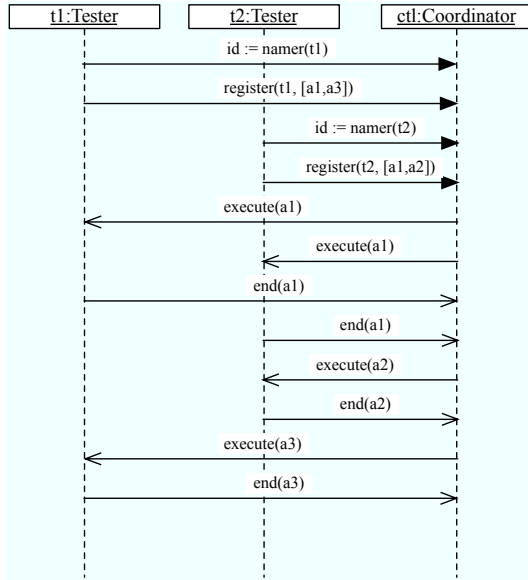 t1:Tester
t2:Tester
ctl:Coordinator
id := namer(t1)
register(t1, [a1,a3])
id := namer(t2)
register(t2, [a1,a2])
execute(a1)
execute(a1)
end(a1)
end(a1)
execute(a2)
end(a2)
execute(a3)
end(a3)